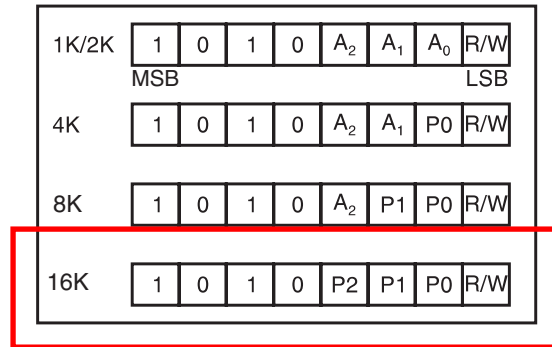 1K/2K 1 0 1 0 A₂ A₁ A₀ R/W
MSB LSB
4K 1 0 1 0 A₂ A₁ P0 R/W
8K 1 0 1 0 A₂ P1 P0 R/W
16K 1 0 1 0 P2 P1 P0 R/W